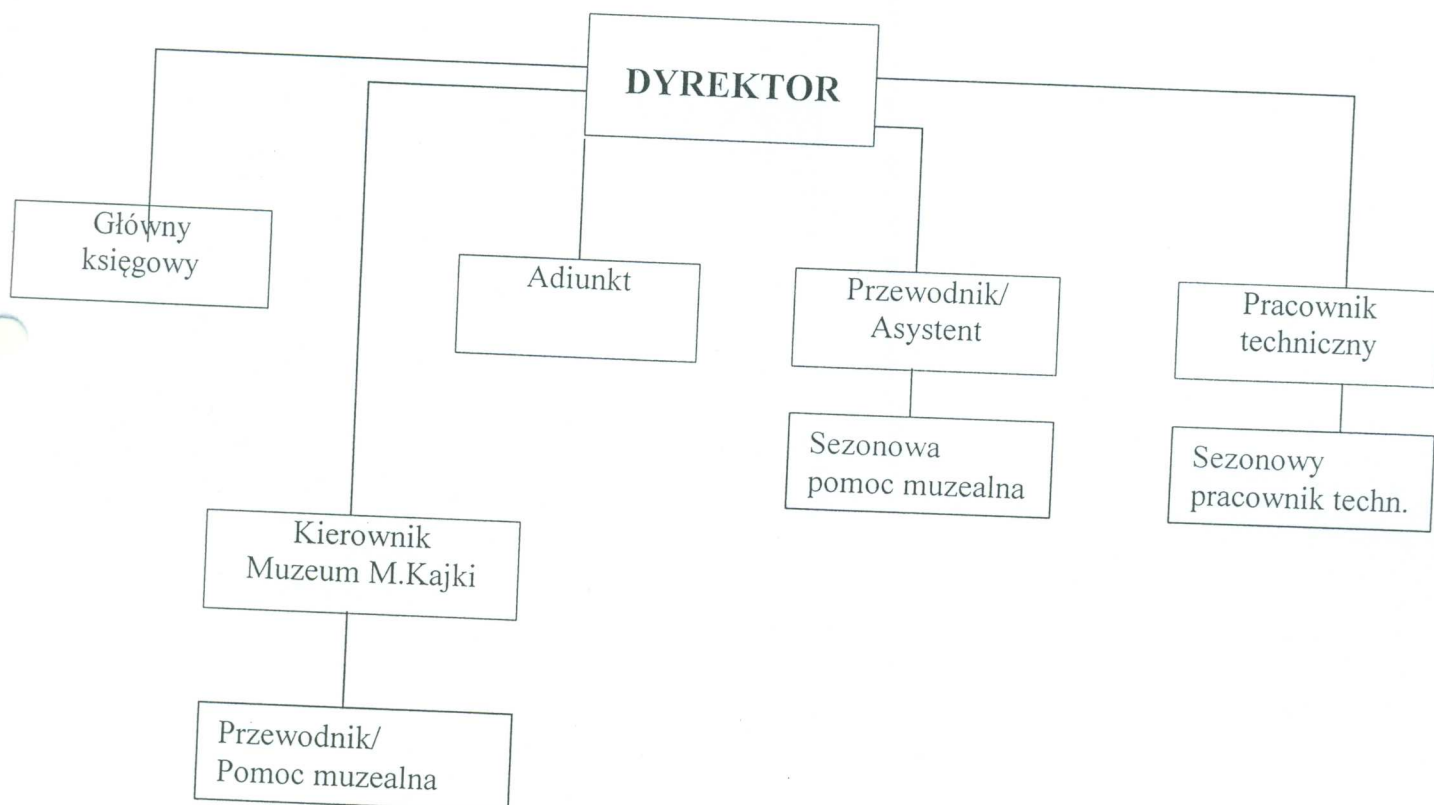 DYREKTOR
Główny
księgowy
Adiunkt
Przewodnik/
Asystent
Pracownik
techniczny
Sezonowa
pomoc muzealna
Sezonowy
pracownik techn.
Kierownik
Muzeum M.Kajki
Przewodnik/
Pomoc muzealna